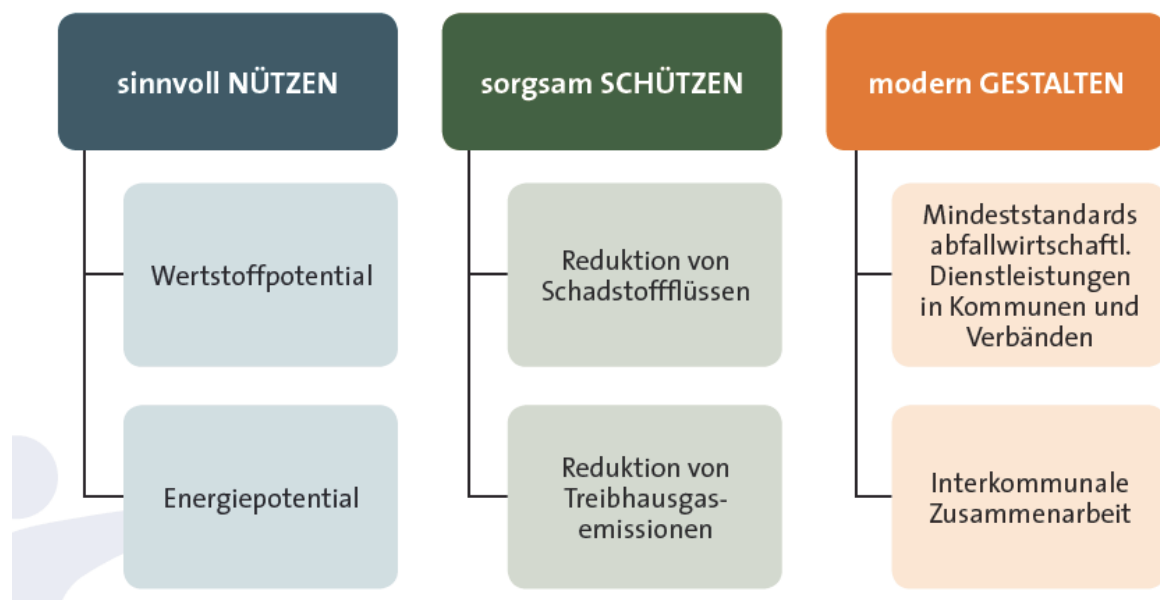 sinnvoll NÜTZEN
Wertstoffpotential
Energiepotential
sorgsam SCHÜTZEN
Reduktion von
Schadstoffflüssen
Reduktion von
Treibhausgas-
emissionen
modern GESTALTEN
Mindeststandards
abfallwirtschaftl.
Dienstleistungen
in Kommunen und
Verbänden
Interkommunale
Zusammenarbeit